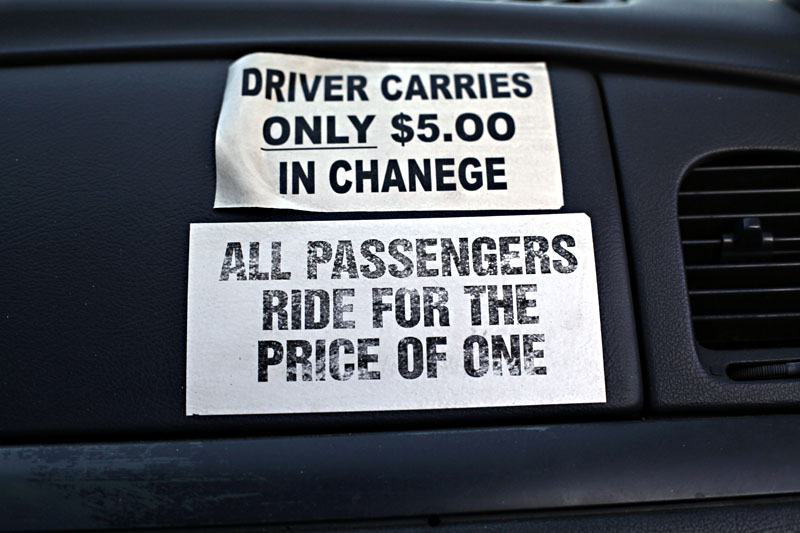 DRIVER CARRIES
ONLY $5.00
IN CHANEGE
ALL PASSENGERS
RIDE FOR THE
PRICE OF ONE